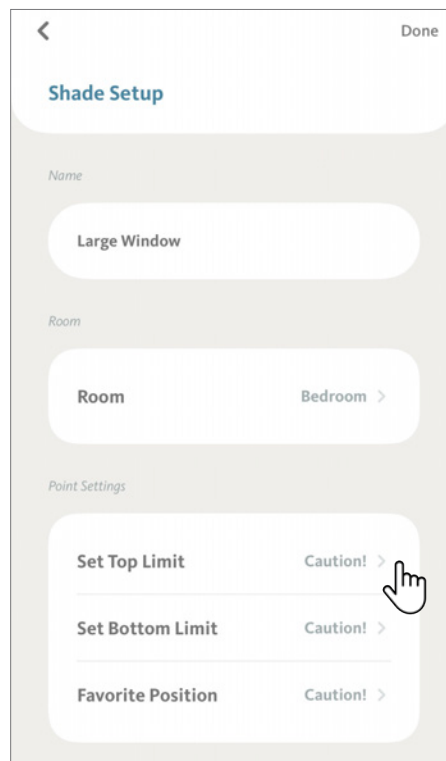 Done
Shade Setup
Name
Large Window
Room
Room Bedroom >
Point Settings
Set Top Limit Caution! >
Set Bottom Limit Caution! >
Favorite Position Caution! >